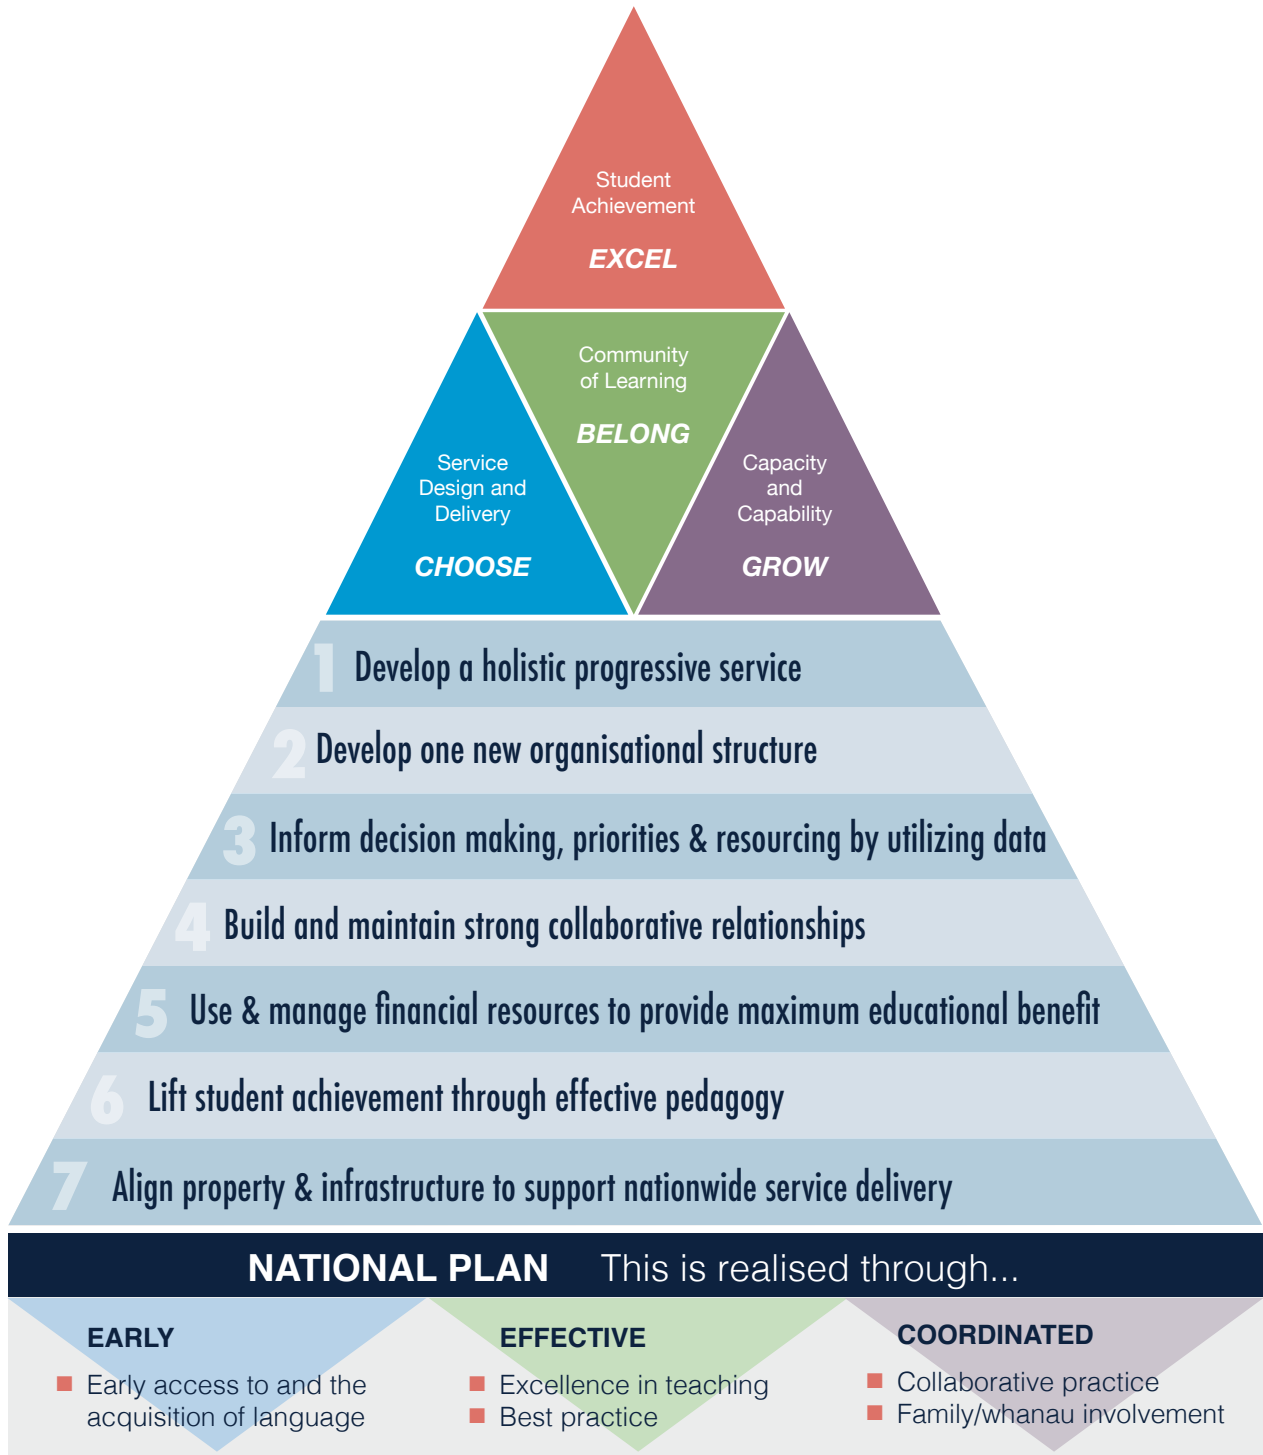 Student
Achievement
EXCEL
Community
of Learning
BELONG
Service
Design and
Delivery
CHOOSE
Capacity
and
Capability
GROW
1 Develop a holistic progressive service
2 Develop one new organisational structure
3 Inform decision making, priorities & resourcing by utilizing data
4 Build and maintain strong collaborative relationships
5 Use & manage financial resources to provide maximum educational benefit
6 Lift student achievement through effective pedagogy
7 Align property & infrastructure to support nationwide service delivery
NATIONAL PLAN This is realised through...
EARLY
Early access to and the
acquisition of language
EFFECTIVE
Excellence in teaching
Best practice
COORDINATED
Collaborative practice
Family/whanau involvement